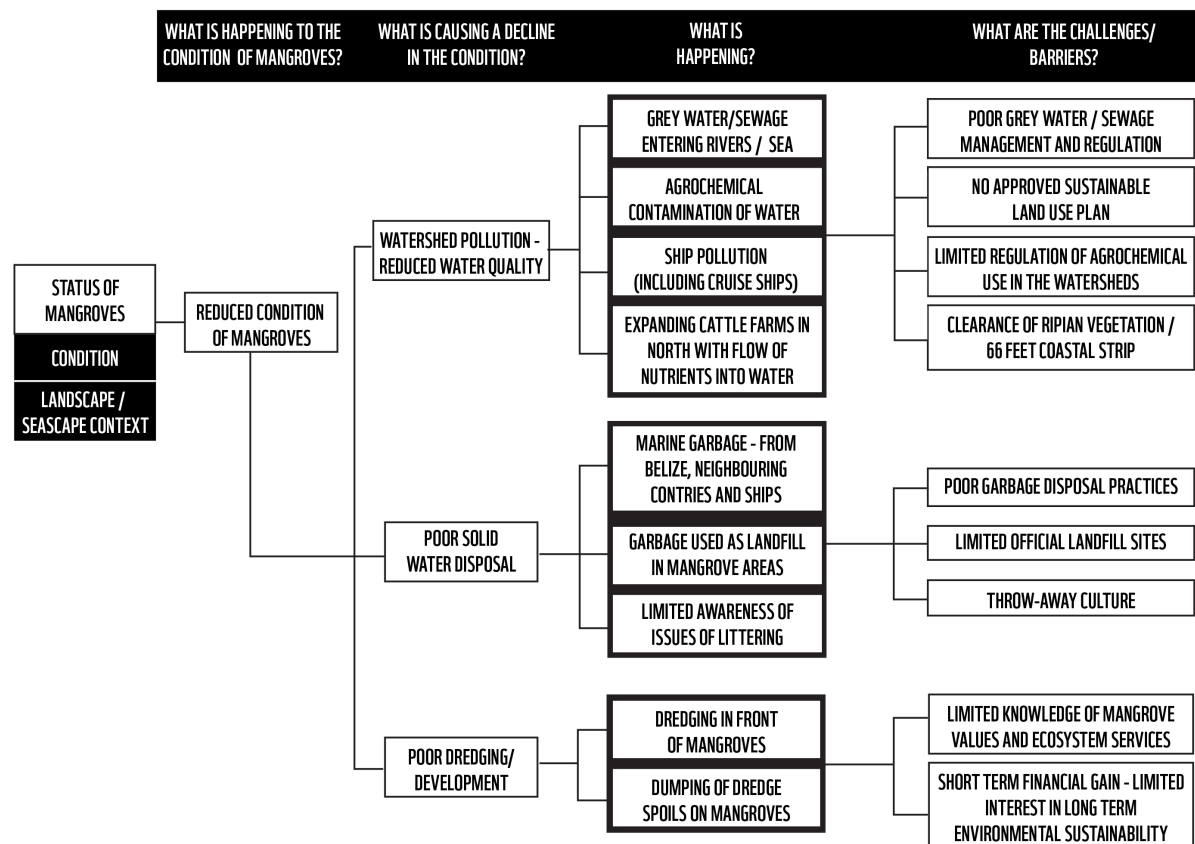 WHAT IS HAPPENING TO THE
CONDITION OF MANGROVES?
WHAT IS CAUSING A DECLINE
IN THE CONDITION?
WHAT IS
HAPPENING?
WHAT ARE THE CHALLENGES/
BARRIERS?
STATUS OF
MANGROVES
CONDITION
LANDSCAPE /
SEASCAPE CONTEXT
REDUCED CONDITION
OF MANGROVES
WATERSHED POLLUTION -
REDUCED WATER QUALITY
GREY WATER/SEWAGE
ENTERING RIVERS / SEA
AGROCHEMICAL
CONTAMINATION OF WATER
SHIP POLLUTION
(INCLUDING CRUISE SHIPS)
EXPANDING CATTLE FARMS IN
NORTH WITH FLOW OF
NUTRIENTS INTO WATER
POOR GREY WATER / SEWAGE
MANAGEMENT AND REGULATION
NO APPROVED SUSTAINABLE
LAND USE PLAN
LIMITED REGULATION OF AGROCHEMICAL
USE IN THE WATERSHEDS
CLEARANCE OF RIPIAN VEGETATION /
66 FEET COASTAL STRIP
POOR SOLID
WATER DISPOSAL
MARINE GARBAGE - FROM
BELIZE, NEIGHBOURING
CONTRIES AND SHIPS
GARBAGE USED AS LANDFILL
IN MANGROVE AREAS
LIMITED AWARENESS OF
ISSUES OF LITTERING
POOR GARBAGE DISPOSAL PRACTICES
LIMITED OFFICIAL LANDFILL SITES
THROW-AWAY CULTURE
POOR DREDGING/
DEVELOPMENT
DREDGING IN FRONT
OF MANGROVES
DUMPING OF DREDGE
SPOILS ON MANGROVES
LIMITED KNOWLEDGE OF MANGROVE
VALUES AND ECOSYSTEM SERVICES
SHORT TERM FINANCIAL GAIN - LIMITED
INTEREST IN LONG TERM
ENVIRONMENTAL SUSTAINABILITY